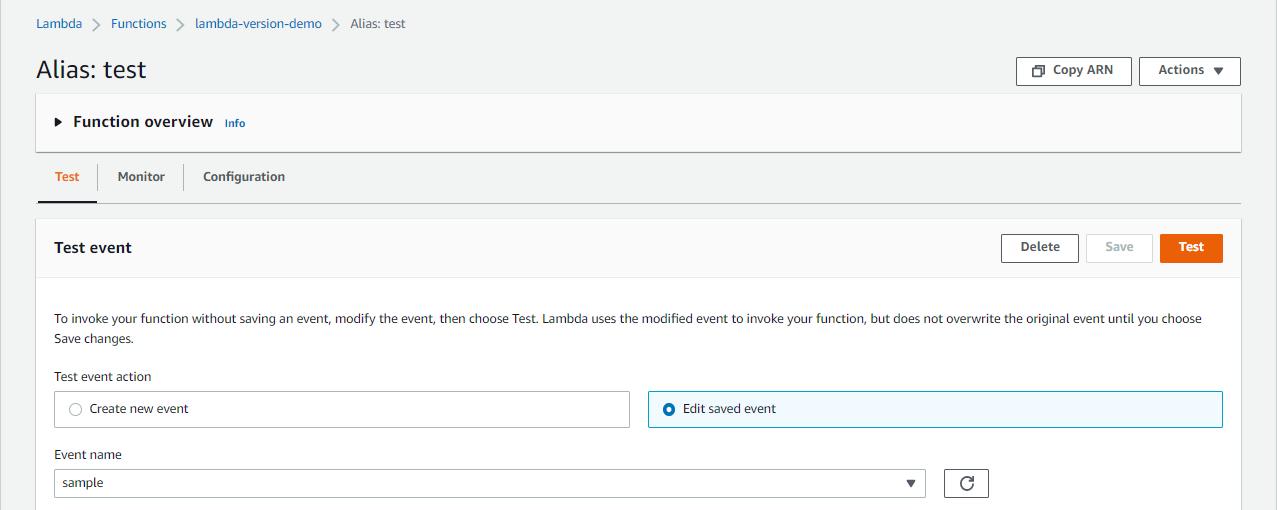 Lambda > Functions > lambda-version-demo > Alias: test
Alias: test
Copy ARN
Actions
Function overview Info
Test
Monitor
Configuration
Test event
Delete
Save
Test
To invoke your function without saving an event, modify the event, then choose Test. Lambda uses the modified event to invoke your function, but does not overwrite the original event until you choose
Save changes.
Test event action
Create new event
Edit saved event
Event name
sample